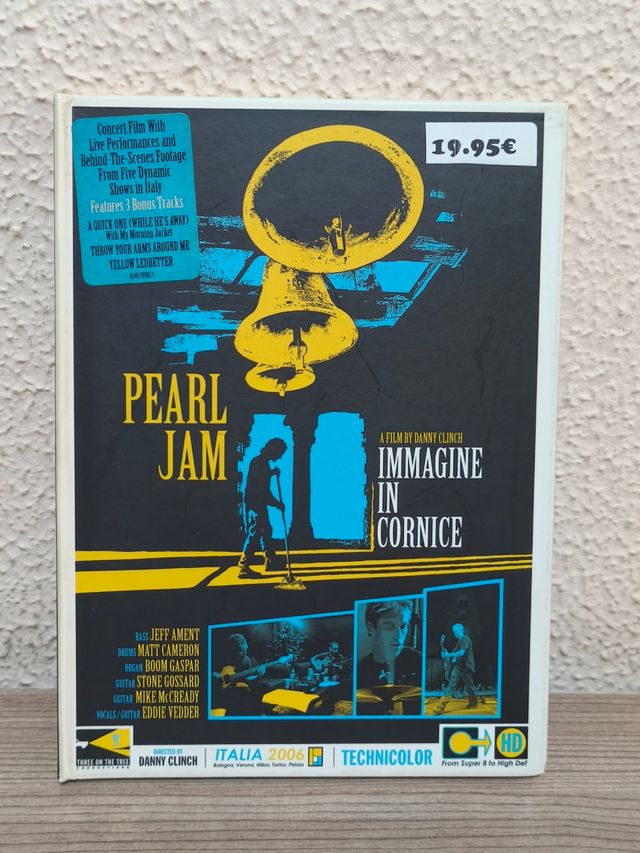 Concert Film With
Live Performances and
Behind-The-Scenes Footage
From Five Dynamic
Shows in Italy
Features 3 Bonus Tracks
A QUICK ONE (WHILE HE'S AWAY)
With My Morning Jacket
THROW YOUR ARMS AROUND ME
YELLOW LEDBETTER
19.95€
PEARL
JAM
A FILM BY DANNY CLINCH
IMMAGINE
IN
CORNICE
BASS JEFF AMENT
DRUMS MATT CAMERON
ORGAN BOOM GASPAR
GUITAR STONE GOSSARD
GUITAR MIKE McCREADY
VOCALS / GUITAR EDDIE VEDDER
THREE ON THE TREE
PRODUCTIONS
DIRECTED BY
DANNY CLINCH
ITALIA 2006
Bologna, Verona, Milan, Torino, Pistoia
TECHNICOLOR
HD
From Super 8 to High Def